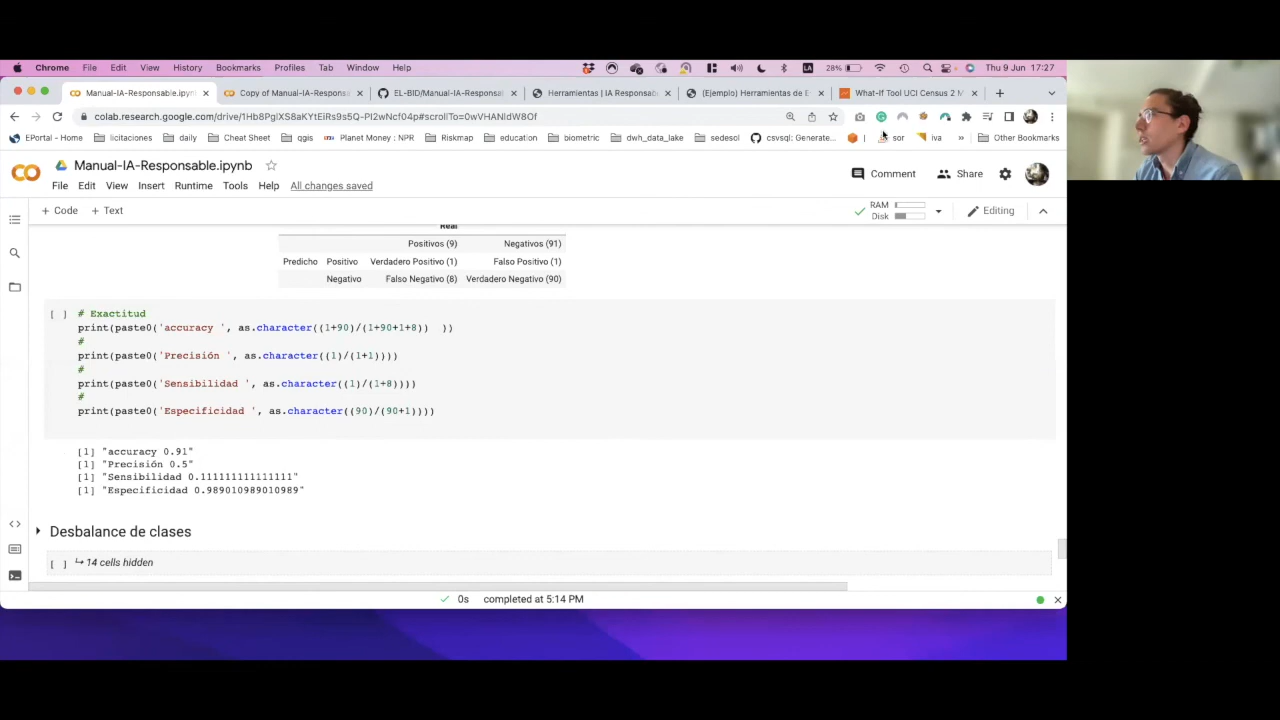 Chrome File Edit View History Bookmarks Profiles Tab Window Help 28% Thu 9 Jun 17:27
Manual-IA-Responsable.ipynb Copy of Manual-IA-Respons EL-BID/Manual-IA-Respons Herramientas | IA Responsab (Ejemplo) Herramientas de E What-If Tool UCI Census 2 M
colab.research.google.com/drive/1Hb8PglXS8aKYtEiRs9s5Q-PI2wNcf04p#scrollTo=0wVHANldW8Of
EPortal - Home licitaciones daily Cheat Sheet qgis Planet Money : NPR Riskmap education biometric dwh_data_lake sedesol csvsql: Generate... sor iva » Other Bookmarks
Manual-IA-Responsable.ipynb
Comment Share
File Edit View Insert Runtime Tools Help All changes saved
+ Code + Text RAM Disk Editing
Real
Positivos (9) Negativos (91)
Predicho Positivo Verdadero Positivo (1) Falso Positivo (1)
Negativo Falso Negativo (8) Verdadero Negativo (90)
[ ] # Exactitud
print(paste0('accuracy ', as.character((1+90)/(1+90+1+8)) ))
#
print(paste0('Precisión ', as.character((1)/(1+1))))
#
print(paste0('Sensibilidad ', as.character((1)/(1+8))))
#
print(paste0('Especificidad ', as.character((90)/(90+1))))
[1] "accuracy 0.91"
[1] "Precisión 0.5"
[1] "Sensibilidad 0.111111111111111"
[1] "Especificidad 0.989010989010989"
Desbalance de clases
[ ] ↳ 14 cells hidden
0s completed at 5:14 PM